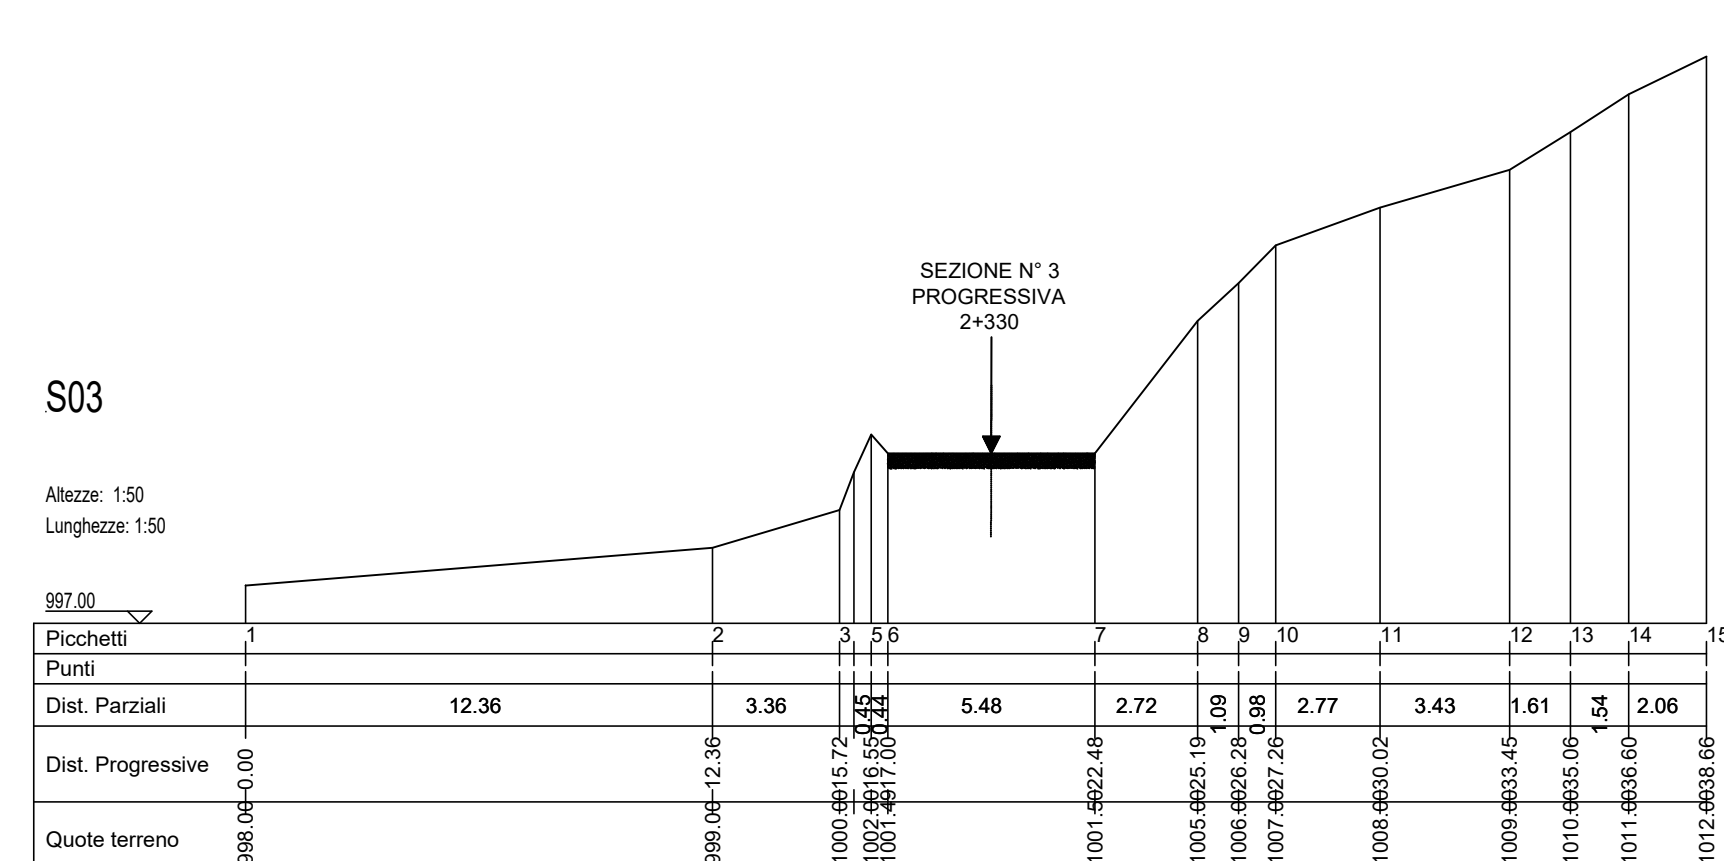 SEZIONE N° 3
PROGRESSIVA
2+330
S03
Altezze: 1:50
Lunghezze: 1:50
997.00
Picchetti 1 2 3 5 6 7 8 9 10 11 12 13 14 15
Punti
Dist. Parziali 12.36 3.36 0.45 0.44 5.48 2.72 1.09 0.98 2.77 3.43 1.61 1.54 2.06
Dist. Progressive 0.00 12.36 15.72 16.55 17.00 22.48 25.19 26.28 27.26 30.02 33.45 35.06 36.60 38.66
Quote terreno 998.00 999.00 1000.00 1002.00 1001.49 1001.50 1005.00 1006.00 1007.00 1008.00 1009.00 1010.00 1011.00 1012.00